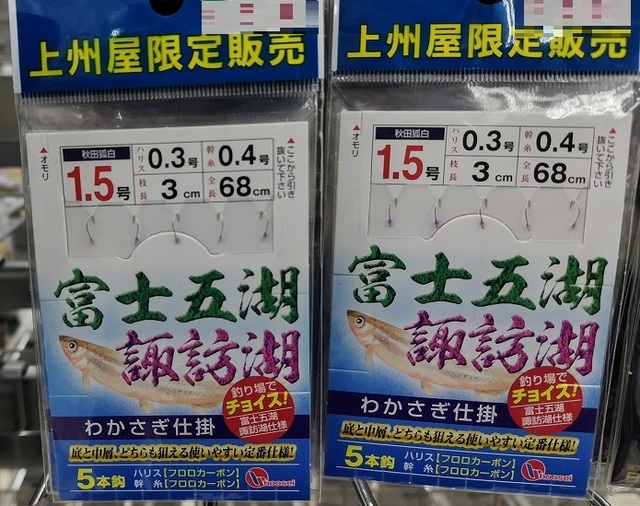 上州屋限定販売
▲オモリ
秋田狐白
1.5号
ハリス 0.3号
幹糸 0.4号
枝長 3cm
全長 68cm
▲ここから引き抜いて下さい
富士五湖
諏訪湖
釣り場で
チョイス!
富士五湖
諏訪湖仕様
わかさぎ仕掛
底と中層、どちらも狙える使いやすい定番仕様!
5本鈎
ハリス【フロロカーボン】
幹糸【フロロカーボン】
上州屋限定販売
▲オモリ
秋田狐白
1.5号
ハリス 0.3号
幹糸 0.4号
枝長 3cm
全長 68cm
▲ここから引き抜いて下さい
富士五湖
諏訪湖
釣り場で
チョイス!
富士五湖
諏訪湖仕様
わかさぎ仕掛
底と中層、どちらも狙える使いやすい定番仕様!
5本鈎
ハリス【フロロカーボン】
幹糸【フロロカーボン】